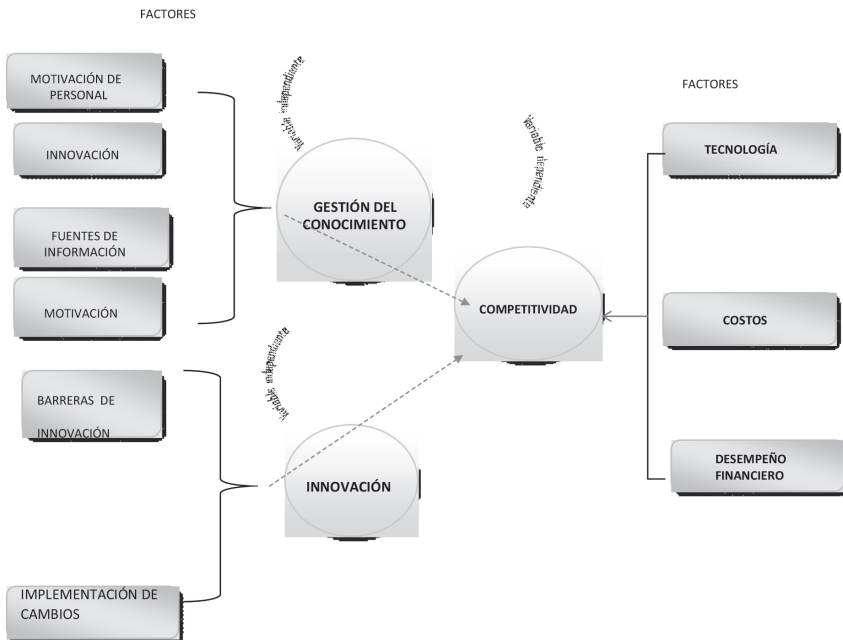 FACTORES
MOTIVACIÓN DE
PERSONAL
INNOVACIÓN
FUENTES DE
INFORMACIÓN
MOTIVACIÓN
BARRERAS DE
INNOVACIÓN
IMPLEMENTACIÓN DE
CAMBIOS
Variable independiente
GESTIÓN DEL
CONOCIMIENTO
Variable independiente
INNOVACIÓN
Variable dependiente
COMPETITIVIDAD
FACTORES
TECNOLOGÍA
COSTOS
DESEMPEÑO
FINANCIERO